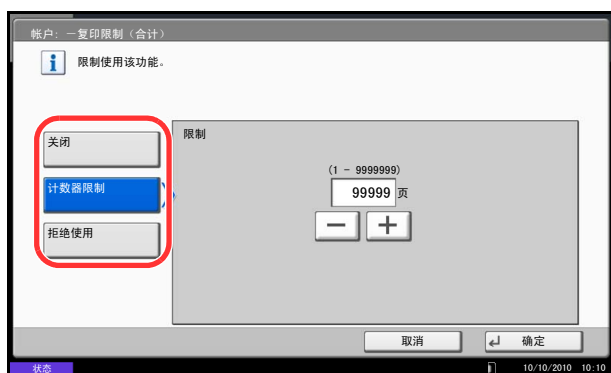 帐户: －复印限制（合计）
限制使用该功能。
关闭
计数器限制
拒绝使用
限制
(1 - 9999999)
99999 页
取消
确定
状态
10/10/2010 10:10